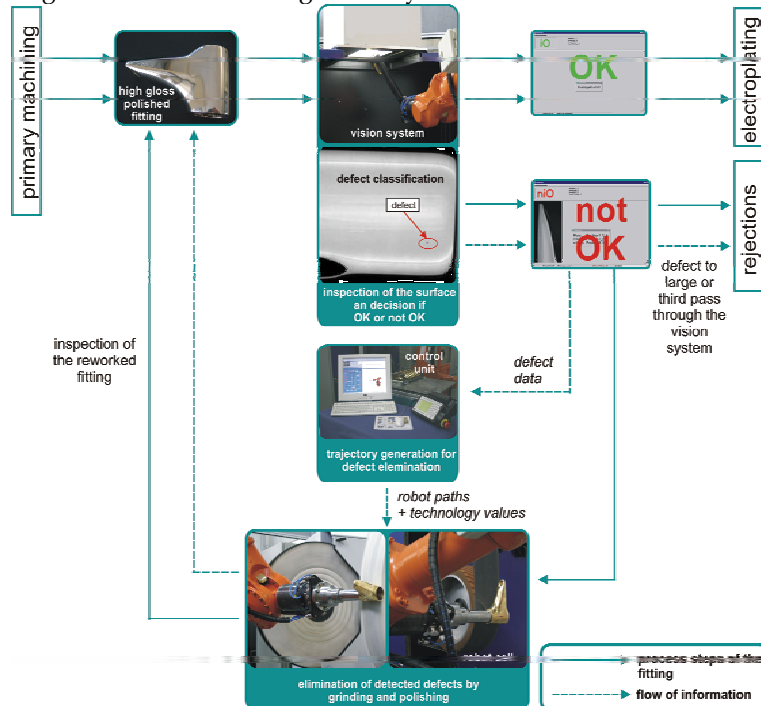 primary machining
high gloss
polished
fitting
vision system
iO
OK
electroplating
defect classification
defect
inspection of the surface
an decision if
OK or not OK
niO
not
OK
rejections
defect to
large or
third pass
through the
vision
system
inspection of
the reworked
fitting
control
unit
defect
data
trajectory generation for
defect elemination
robot paths
+ technology values
elimination of detected defects by
grinding and polishing
process steps of the
fitting
flow of information